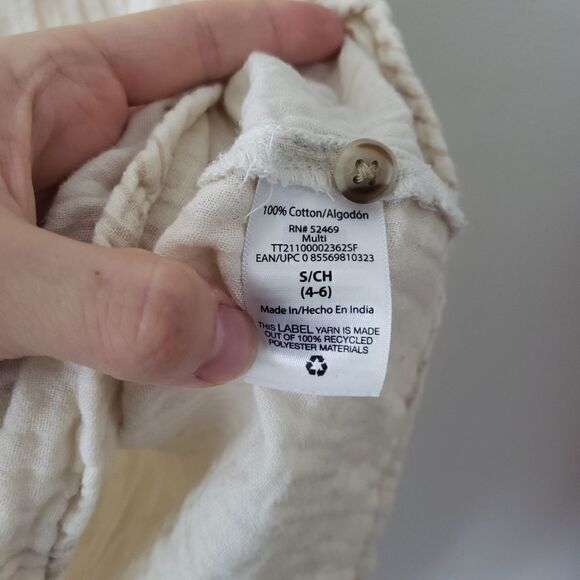 100% Cotton/Algodón
RN# 52469
Multi
TT21100002362SF
EAN/UPC 0 85569810323
S/CH
(4-6)
Made in/Hecho En India
THIS LABEL YARN IS MADE
OUT OF 100% RECYCLED
POLYESTER MATERIALS